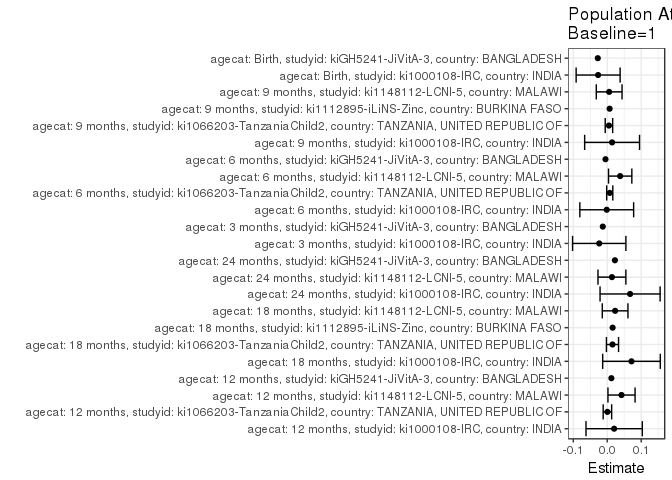 Population A
Baseline=1
agecat: Birth, studyid: kiGH5241-JiVitA-3, country: BANGLADESH
agecat: Birth, studyid: ki1000108-IRC, country: INDIA
agecat: 9 months, studyid: ki1148112-LCNI-5, country: MALAWI
agecat: 9 months, studyid: ki1112895-iLiNS-Zinc, country: BURKINA FASO
agecat: 9 months, studyid: ki1066203-TanzaniaChild2, country: TANZANIA, UNITED REPUBLIC OF
agecat: 9 months, studyid: ki1000108-IRC, country: INDIA
agecat: 6 months, studyid: kiGH5241-JiVitA-3, country: BANGLADESH
agecat: 6 months, studyid: ki1148112-LCNI-5, country: MALAWI
agecat: 6 months, studyid: ki1066203-TanzaniaChild2, country: TANZANIA, UNITED REPUBLIC OF
agecat: 6 months, studyid: ki1000108-IRC, country: INDIA
agecat: 3 months, studyid: kiGH5241-JiVitA-3, country: BANGLADESH
agecat: 3 months, studyid: ki1000108-IRC, country: INDIA
agecat: 24 months, studyid: kiGH5241-JiVitA-3, country: BANGLADESH
agecat: 24 months, studyid: ki1148112-LCNI-5, country: MALAWI
agecat: 24 months, studyid: ki1000108-IRC, country: INDIA
agecat: 18 months, studyid: ki1148112-LCNI-5, country: MALAWI
agecat: 18 months, studyid: ki1112895-iLiNS-Zinc, country: BURKINA FASO
agecat: 18 months, studyid: ki1066203-TanzaniaChild2, country: TANZANIA, UNITED REPUBLIC OF
agecat: 18 months, studyid: ki1000108-IRC, country: INDIA
agecat: 12 months, studyid: kiGH5241-JiVitA-3, country: BANGLADESH
agecat: 12 months, studyid: ki1148112-LCNI-5, country: MALAWI
agecat: 12 months, studyid: ki1066203-TanzaniaChild2, country: TANZANIA, UNITED REPUBLIC OF
agecat: 12 months, studyid: ki1000108-IRC, country: INDIA
-0.1 0.0 0.1
Estimate